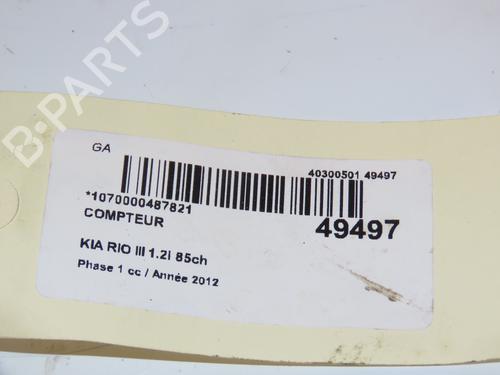 B-PARTS
GA
40300501 49497
*1070000487821
COMPTEUR
49497
KIA RIO III 1.2I 85ch
Phase 1 cc / Année 2012